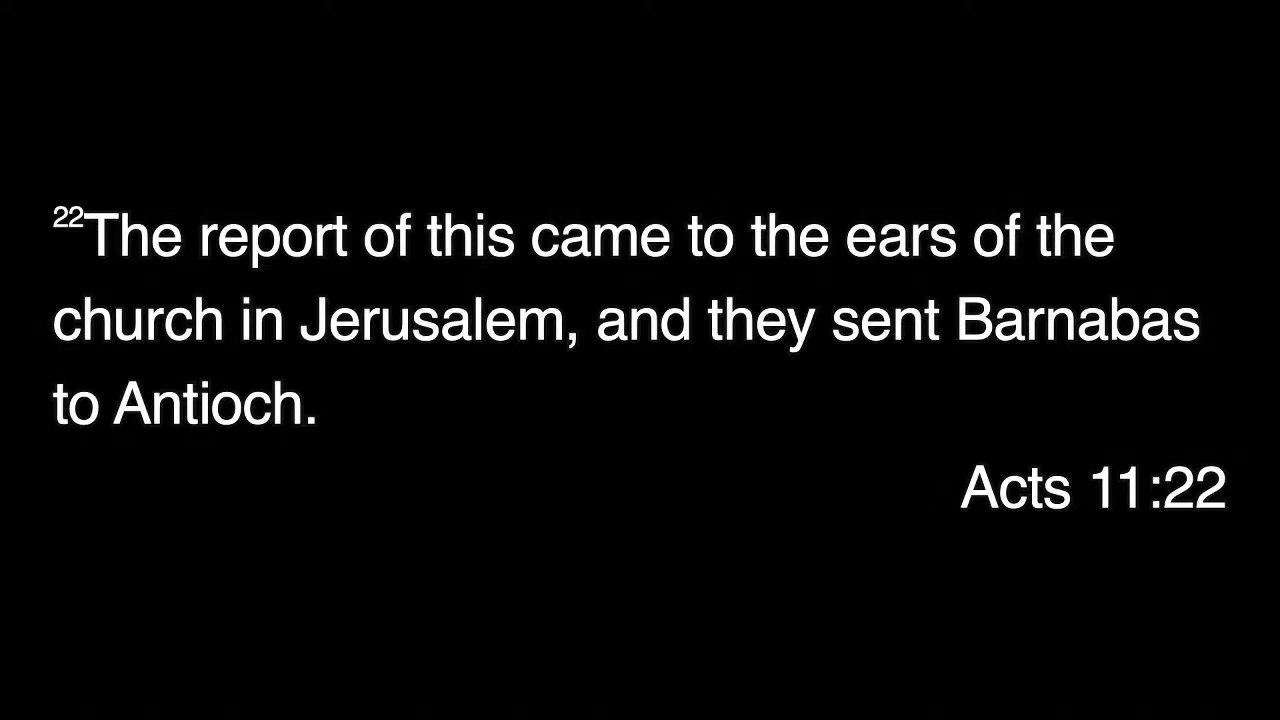 22The report of this came to the ears of the
church in Jerusalem, and they sent Barnabas
to Antioch.
Acts 11:22